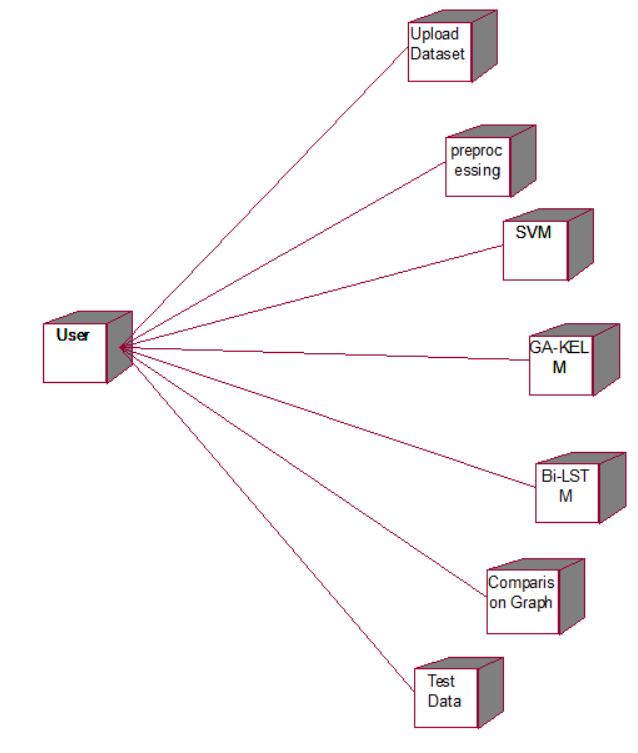 Upload
Dataset
preproc
essing
SVM
User
GA-KEL
M
Bi-LST
M
Comparis
on Graph
Test
Data